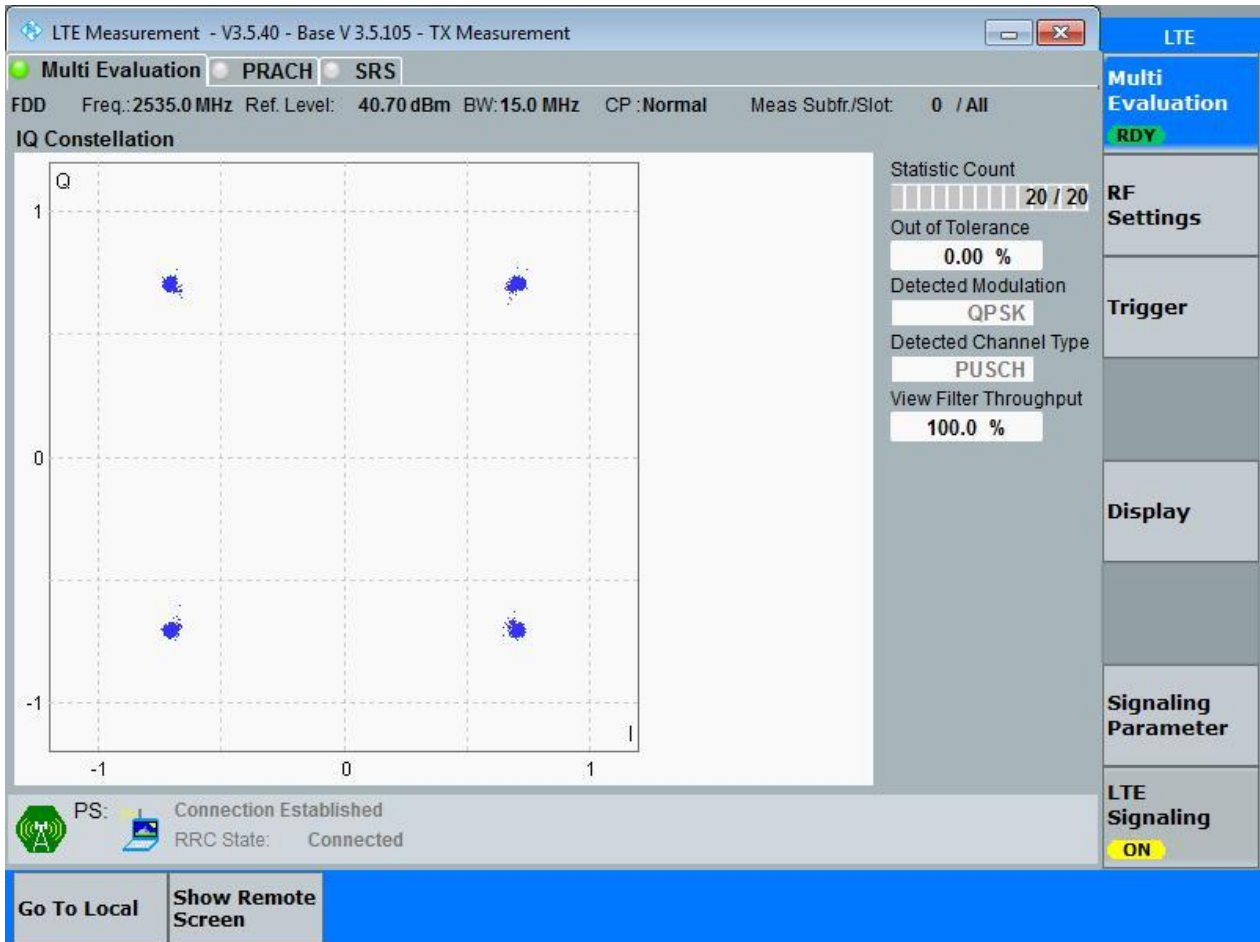 LTE Measurement - V3.5.40 - Base V 3.5.105 - TX Measurement
LTE
Multi Evaluation PRACH SRS
Multi
Evaluation
RDY
FDD Freq.: 2535.0 MHz Ref. Level: 40.70 dBm BW: 15.0 MHz CP : Normal Meas Subfr./Slot: 0 / All
IQ Constellation
Q
1
0
-1
I
-1 0 1
Statistic Count
20 / 20
Out of Tolerance
0.00 %
Detected Modulation
QPSK
Detected Channel Type
PUSCH
View Filter Throughput
100.0 %
RF
Settings
Trigger
Display
Signaling
Parameter
LTE
Signaling
ON
PS: Connection Established
RRC State: Connected
Go To Local
Show Remote
Screen